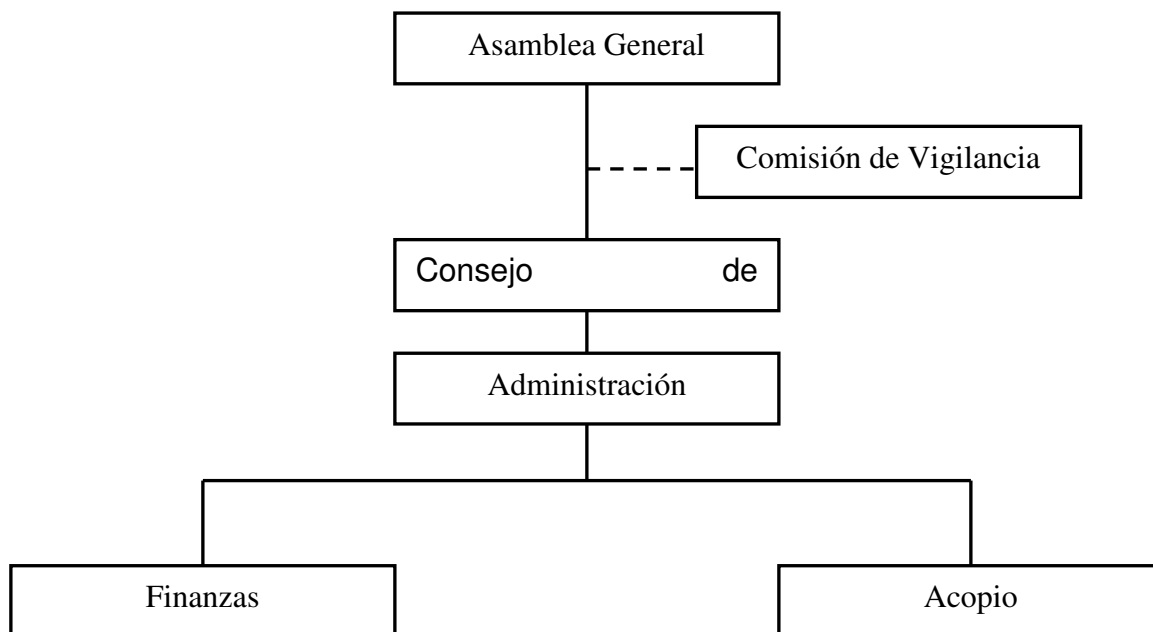 Asamblea General
Comisión de Vigilancia
Consejo de
Administración
Finanzas
Acopio